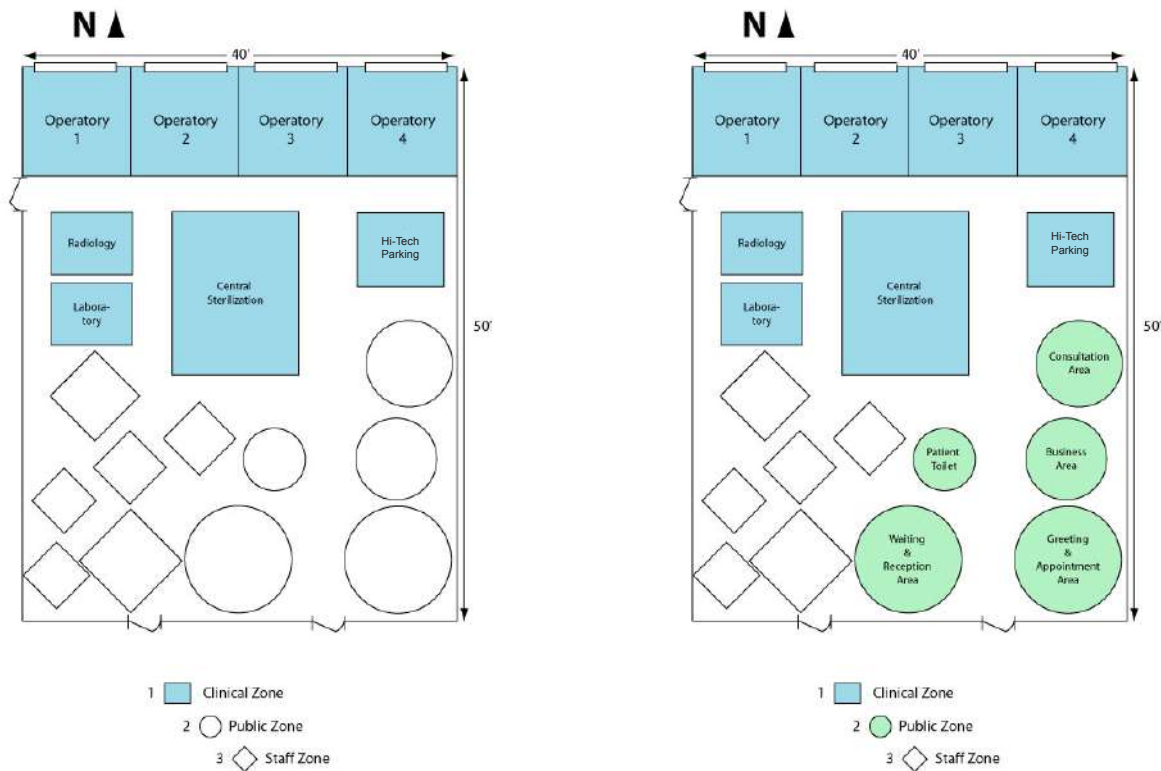 N
40'
Operatory
1
Operatory
2
Operatory
3
Operatory
4
Radiology
Central
Sterilization
Hi-Tech
Parking
Labora-
tory
50'
1 Clinical Zone
2 Public Zone
3 Staff Zone
N
40'
Operatory
1
Operatory
2
Operatory
3
Operatory
4
Radiology
Central
Sterilization
Hi-Tech
Parking
Labora-
tory
50'
Consultation
Area
Patient
Toilet
Business
Area
Waiting
&
Reception
Area
Greeting
&
Appointment
Area
1 Clinical Zone
2 Public Zone
3 Staff Zone